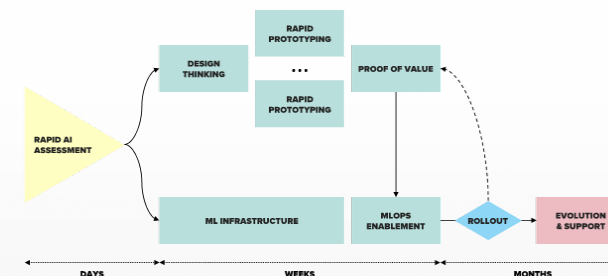 RAPID AI
ASSESSMENT
DESIGN
THINKING
RAPID
PROTOTYPING
...
RAPID
PROTOTYPING
PROOF OF VALUE
ML INFRASTRUCTURE
MLOPS
ENABLEMENT
ROLLOUT
EVOLUTION
& SUPPORT
DAYS
WEEKS
MONTHS